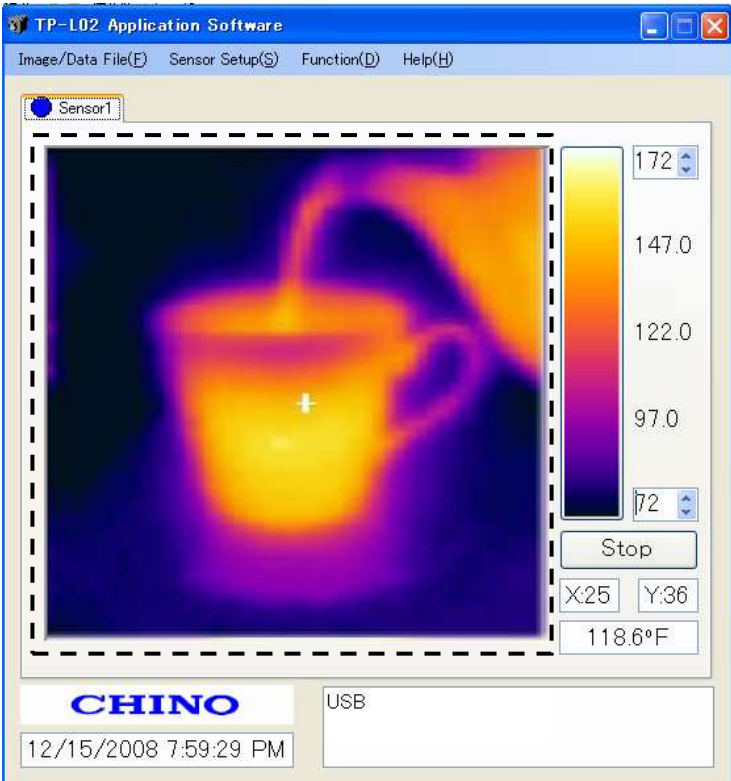 TP-L02 Application Software
Image/Data File(F) Sensor Setup(S) Function(D) Help(H)
Sensor1
172
147.0
122.0
97.0
72
Stop
X:25 Y:36
118.6°F
CHINO
USB
12/15/2008 7:59:29 PM